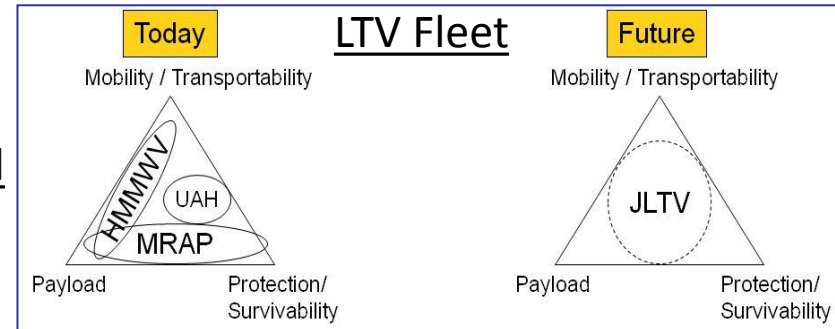 LTV Fleet
Today
Mobility / Transportability
HMMWV
UAH
MRAP
Payload
Protection/
Survivability
Future
Mobility / Transportability
JLTV
Payload
Protection/
Survivability